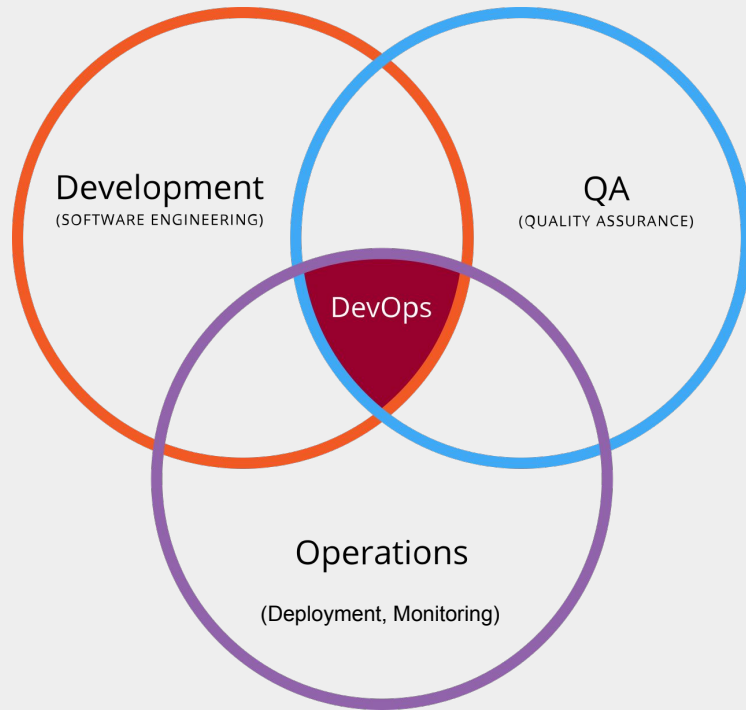 Development
(SOFTWARE ENGINEERING)
QA
(QUALITY ASSURANCE)
DevOps
Operations
(Deployment, Monitoring)